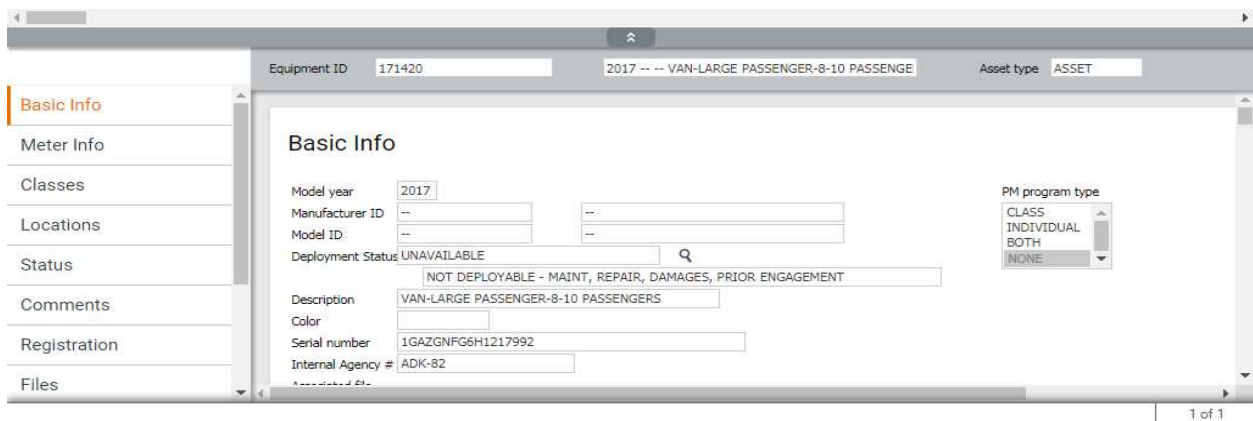 Equipment ID 171420 2017 -- -- VAN-LARGE PASSENGER-8-10 PASSENGE Asset type ASSET
Basic Info
Meter Info
Classes
Locations
Status
Comments
Registration
Files
Basic Info
Model year 2017
Manufacturer ID -- --
Model ID -- --
Deployment Status UNAVAILABLE
NOT DEPLOYABLE - MAINT, REPAIR, DAMAGES, PRIOR ENGAGEMENT
Description VAN-LARGE PASSENGER-8-10 PASSENGERS
Color
Serial number 1GAZGNFG6H1217992
Internal Agency # ADK-82
Associated file
PM program type
CLASS
INDIVIDUAL
BOTH
NONE
1 of 1